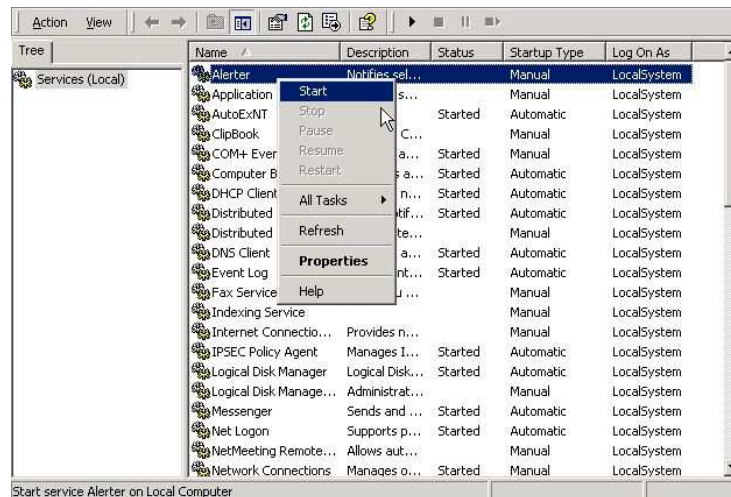 Action View
Tree
Services (Local)
Name Description Status Startup Type Log On As
Alerter Notifies sel... Manual LocalSystem
Application s... Manual LocalSystem
AutoExNT Started Automatic LocalSystem
ClipBook C... Manual LocalSystem
COM+ Ever a... Started Manual LocalSystem
Computer B s a... Started Automatic LocalSystem
DHCP Client n... Started Automatic LocalSystem
Distributed tif... Started Automatic LocalSystem
Distributed te... Manual LocalSystem
DNS Client a... Started Automatic LocalSystem
Event Log nt... Started Automatic LocalSystem
Fax Service u ... Manual LocalSystem
Indexing Service Manual LocalSystem
Internet Connectio... Provides n... Manual LocalSystem
IPSEC Policy Agent Manages I... Started Automatic LocalSystem
Logical Disk Manager Logical Disk... Started Automatic LocalSystem
Logical Disk Manage... Administrat... Manual LocalSystem
Messenger Sends and ... Started Automatic LocalSystem
Net Logon Supports p... Started Automatic LocalSystem
NetMeeting Remote... Allows aut... Manual LocalSystem
Network Connections Manages o... Started Manual LocalSystem
Start
Stop
Pause
Resume
Restart
All Tasks
Refresh
Properties
Help
Start service Alerter on Local Computer